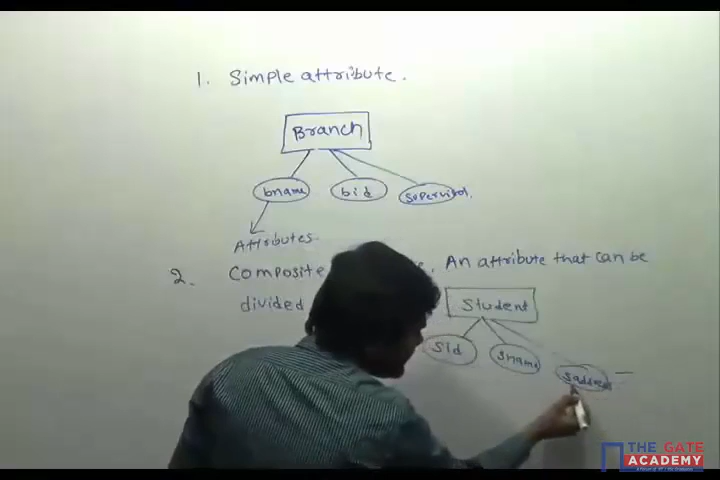 1. Simple attribute.
Branch
bname bid supervisor.
Attributes.
2. Composite . An attribute that can be
divided
Student
sid sname saddress
THE GATE
ACADEMY